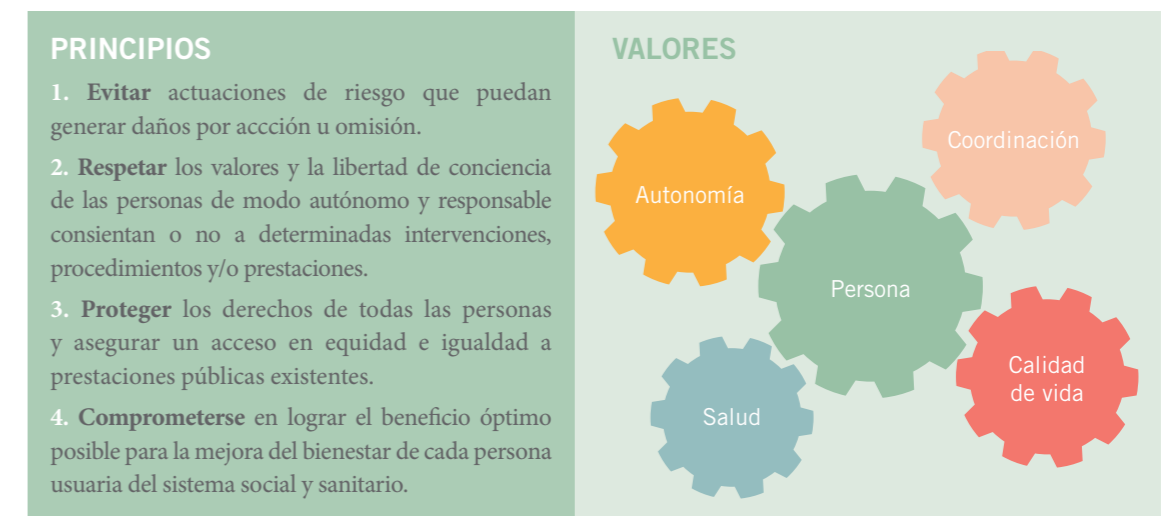 PRINCIPIOS
1. Evitar actuaciones de riesgo que puedan
generar daños por accción u omisión.
2. Respetar los valores y la libertad de conciencia
de las personas de modo autónomo y responsable
consientan o no a determinadas intervenciones,
procedimientos y/o prestaciones.
3. Proteger los derechos de todas las personas
y asegurar un acceso en equidad e igualdad a
prestaciones públicas existentes.
4. Comprometerse en lograr el beneficio óptimo
posible para la mejora del bienestar de cada persona
usuaria del sistema social y sanitario.
VALORES
Coordinación
Autonomía
Persona
Calidad
de vida
Salud